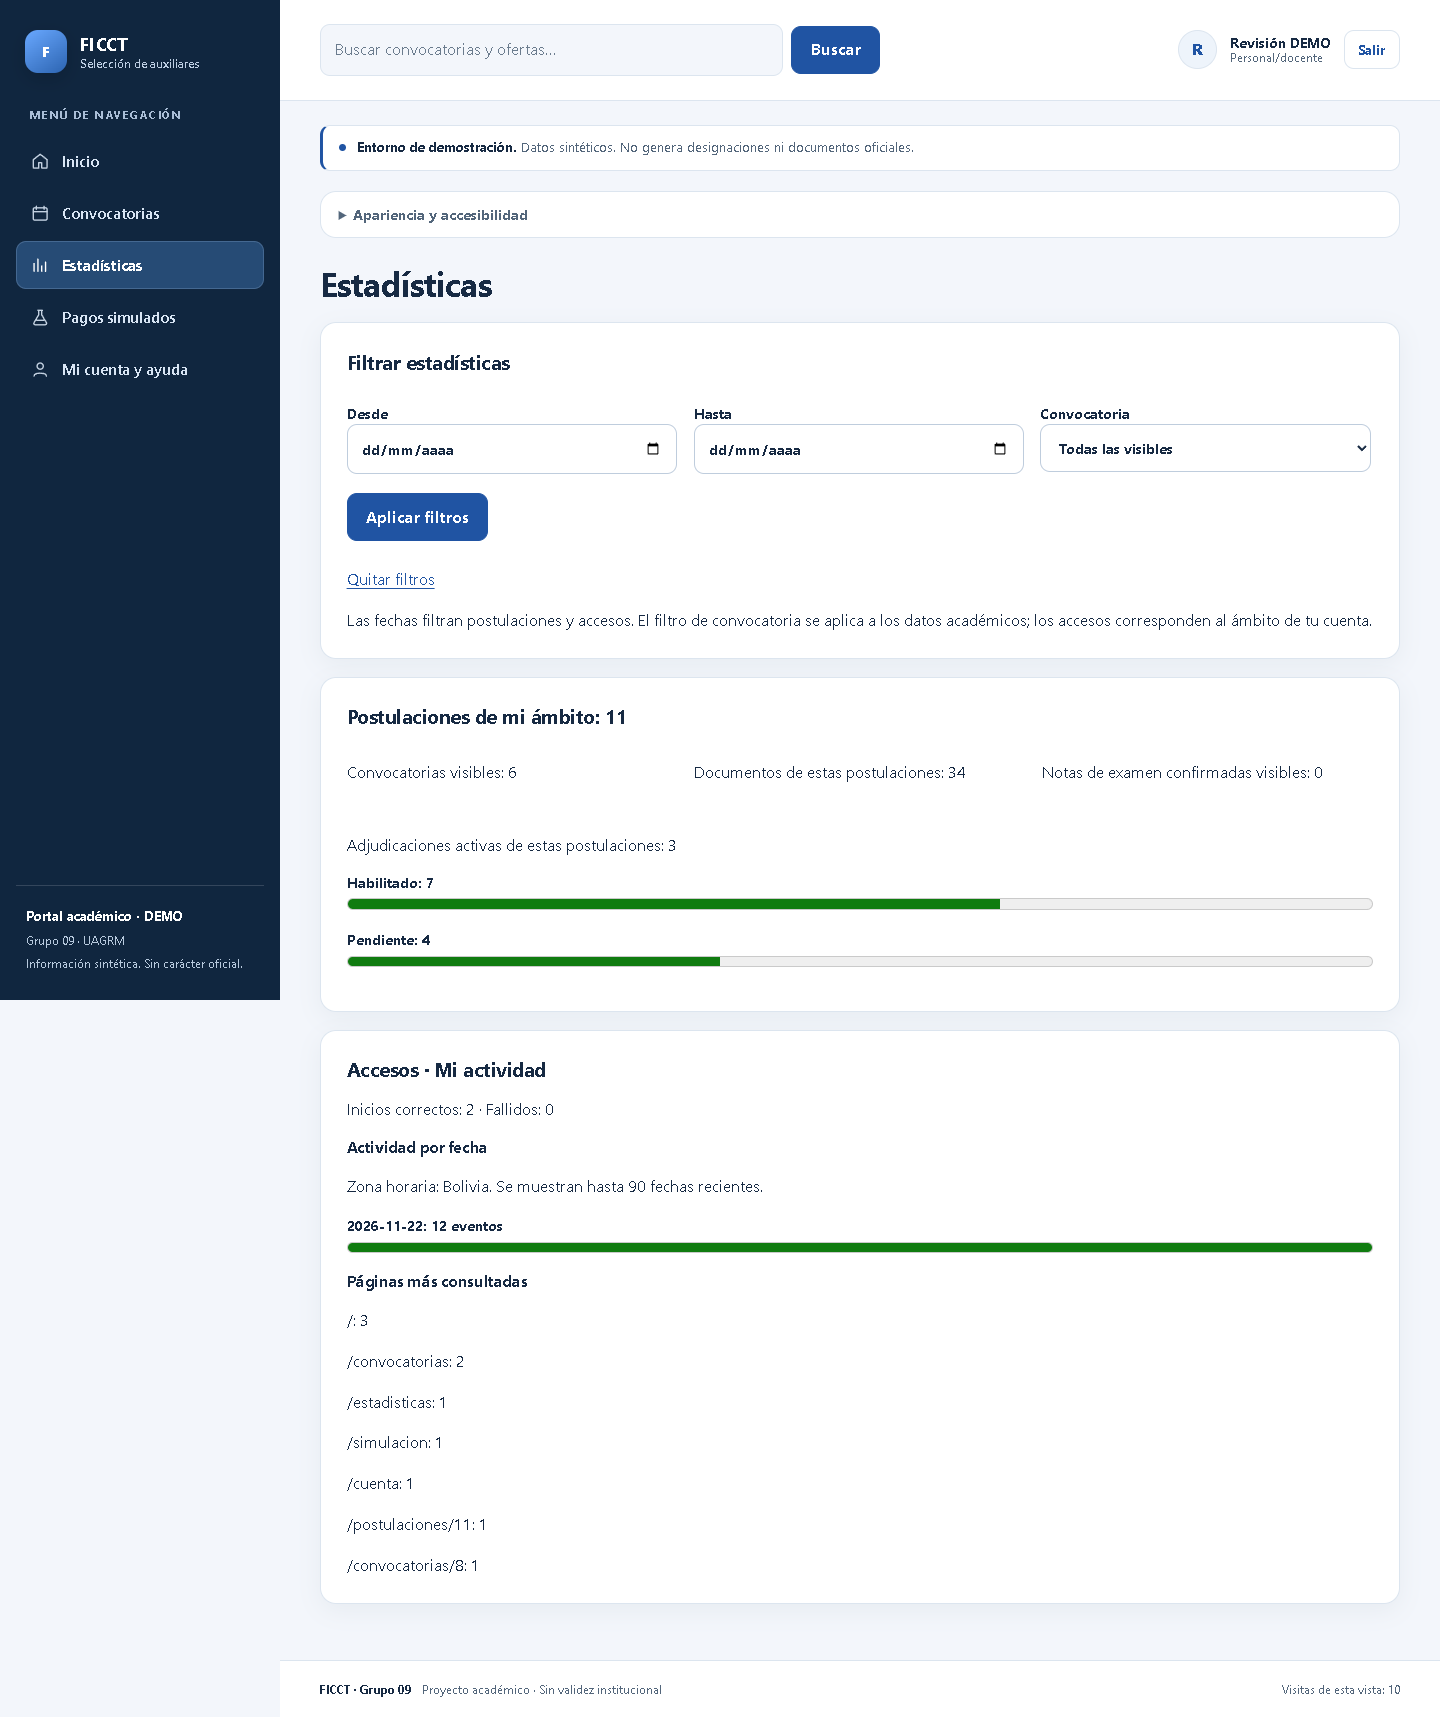 F
FICCT
Selección de auxiliares
MENÚ DE NAVEGACIÓN
Inicio
Convocatorias
Estadísticas
Pagos simulados
Mi cuenta y ayuda
Portal académico · DEMO
Grupo 09 · UAGRM
Información sintética. Sin carácter oficial.
Buscar convocatorias y ofertas...
Buscar
R
Revisión DEMO
Personal/docente
Salir
Entorno de demostración. Datos sintéticos. No genera designaciones ni documentos oficiales.
Apariencia y accesibilidad
Estadísticas
Filtrar estadísticas
Desde
Hasta
Convocatoria
dd/mm/aaaa
dd/mm/aaaa
Todas las visibles
Aplicar filtros
Quitar filtros
Las fechas filtran postulaciones y accesos. El filtro de convocatoria se aplica a los datos académicos; los accesos corresponden al ámbito de tu cuenta.
Postulaciones de mi ámbito: 11
Convocatorias visibles: 6
Documentos de estas postulaciones: 34
Notas de examen confirmadas visibles: 0
Adjudicaciones activas de estas postulaciones: 3
Habilitado: 7
Pendiente: 4
Accesos · Mi actividad
Inicios correctos: 2 · Fallidos: 0
Actividad por fecha
Zona horaria: Bolivia. Se muestran hasta 90 fechas recientes.
2026-11-22: 12 eventos
Páginas más consultadas
/: 3
/convocatorias: 2
/estadisticas: 1
/simulacion: 1
/cuenta: 1
/postulaciones/11: 1
/convocatorias/8: 1
FICCT · Grupo 09 Proyecto académico · Sin validez institucional
Visitas de esta vista: 10